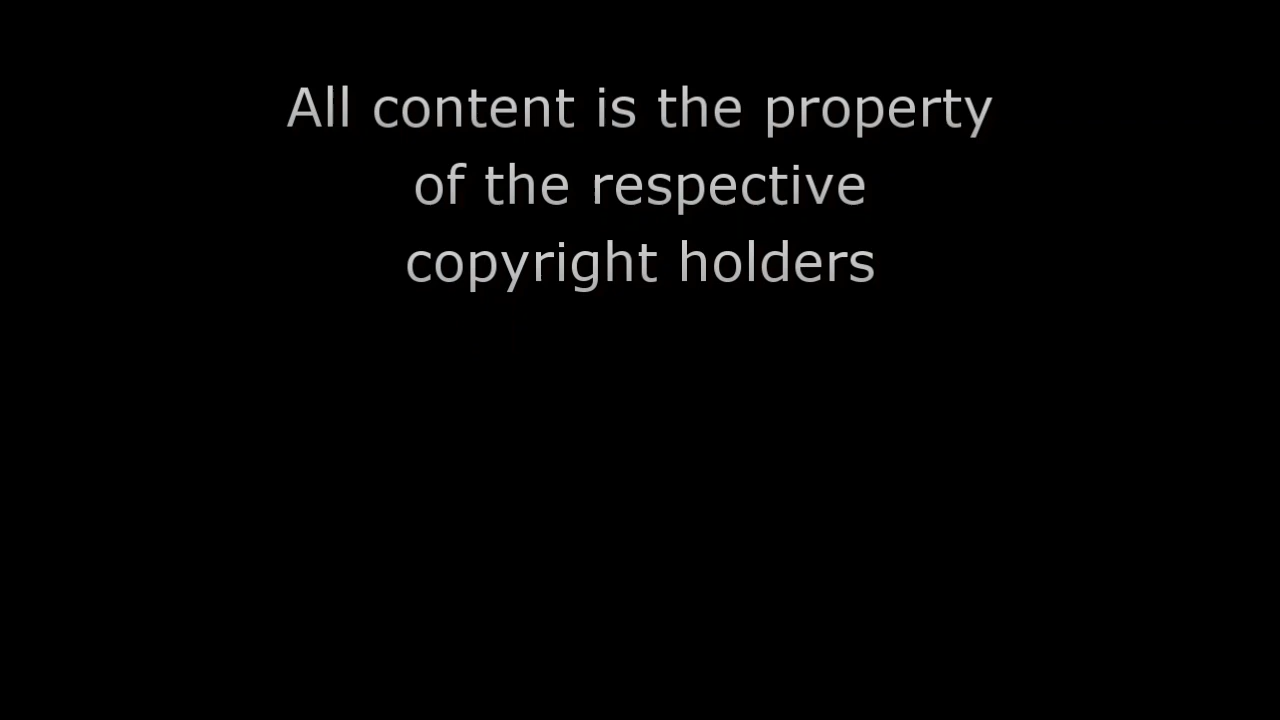 All content is the property
of the respective
copyright holders